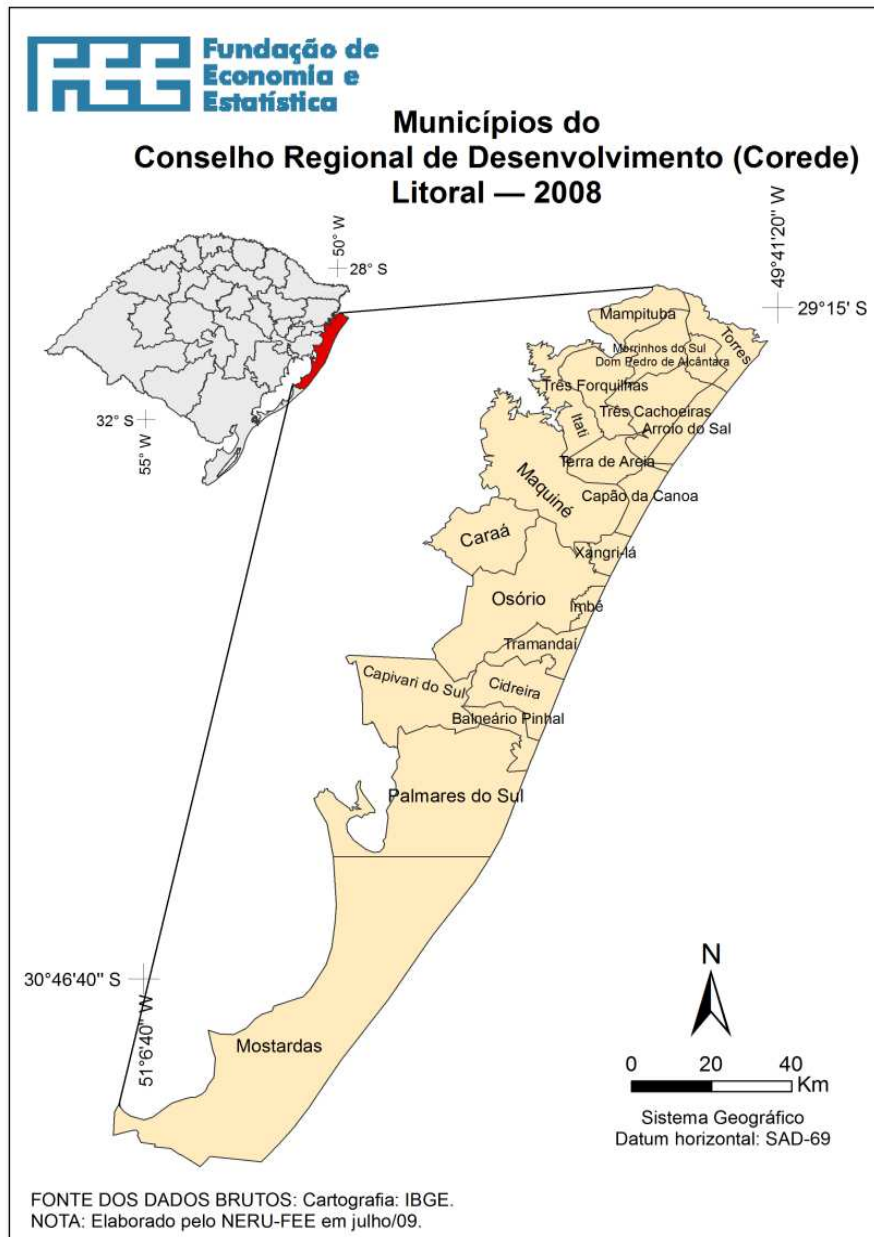 Fundação de
Economia e
Estatística
Municípios do
Conselho Regional de Desenvolvimento (Corede)
Litoral — 2008
50° W
28° S
32° S
55° W
49°41'20" W
29°15' S
Mampituba
Torres
Morrinhos do Sul
Dom Pedro de Alcântara
Três Forquilhas
Três Cachoeiras
Itati
Arroio do Sal
Terra de Areia
Maquiné
Capão da Canoa
Caraá
Xangri-lá
Osório
Imbé
Tramandaí
Capivari do Sul
Cidreira
Balneário Pinhal
Palmares do Sul
30°46'40" S
51°6'40" W
Mostardas
N
0 20 40
Km
Sistema Geográfico
Datum horizontal: SAD-69
FONTE DOS DADOS BRUTOS: Cartografia: IBGE.
NOTA: Elaborado pelo NERU-FEE em julho/09.